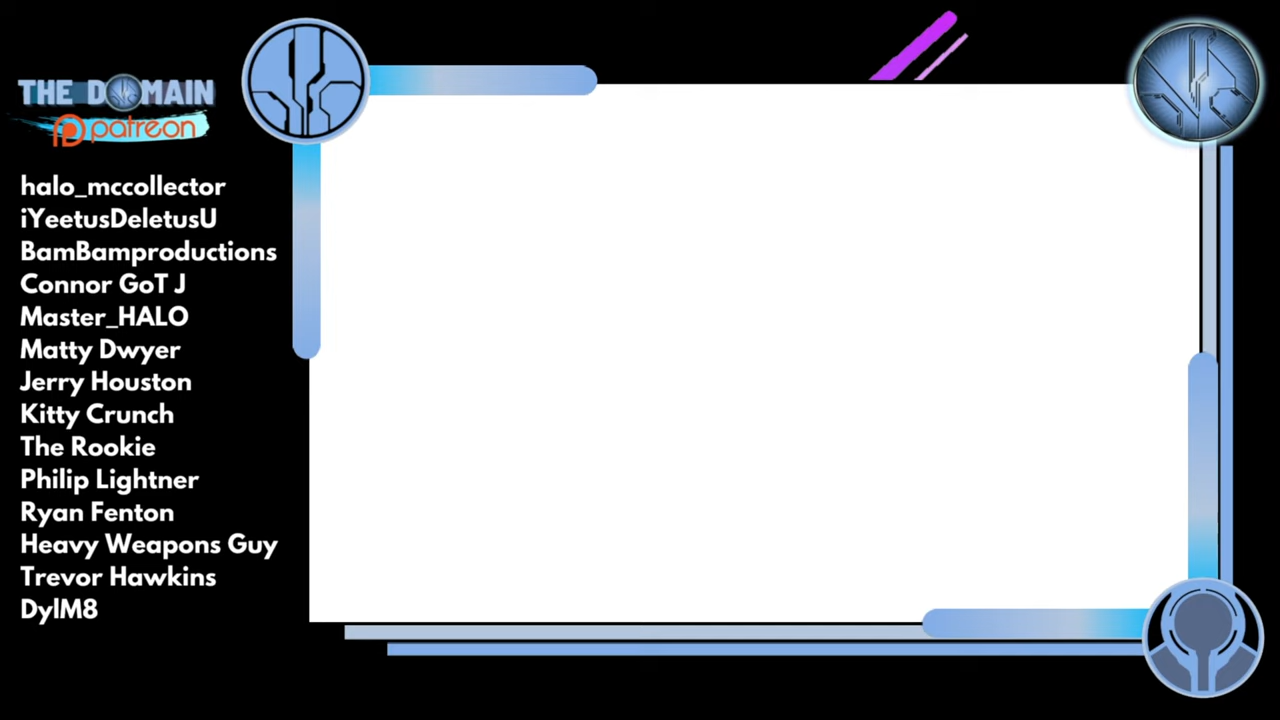 THE DOMAIN
patreon
halo_mccollector
iYeetusDeletusU
BamBamproductions
Connor GoT J
Master_HALO
Matty Dwyer
Jerry Houston
Kitty Crunch
The Rookie
Philip Lightner
Ryan Fenton
Heavy Weapons Guy
Trevor Hawkins
DylM8